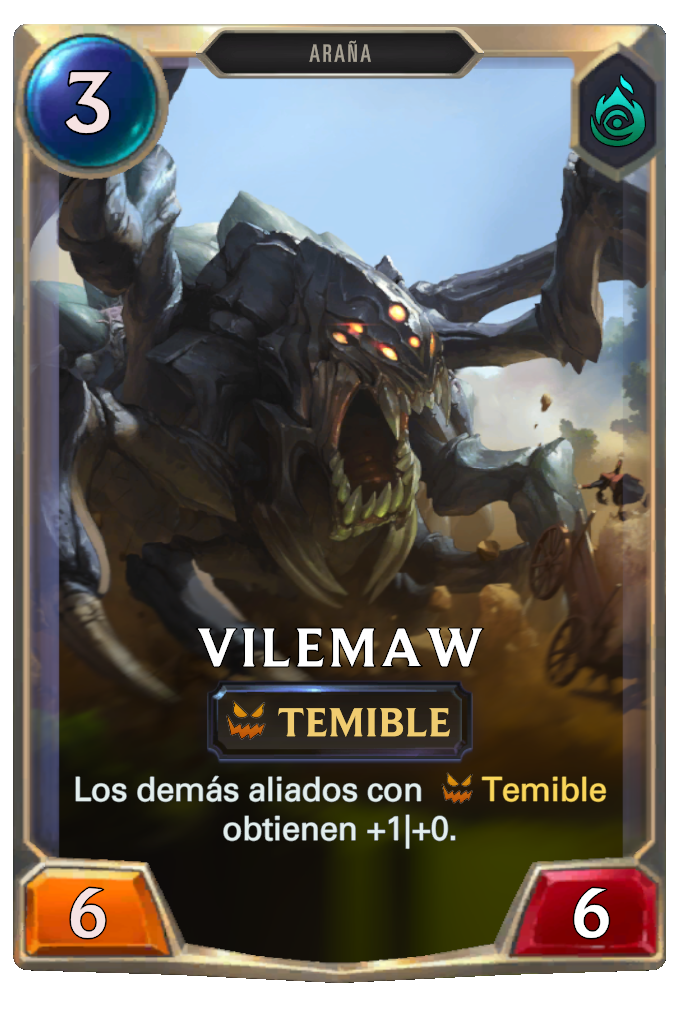 3
ARAÑA
VILEMAW
TEMIBLE
Los demás aliados con Temible
obtienen +1|+0.
6
6